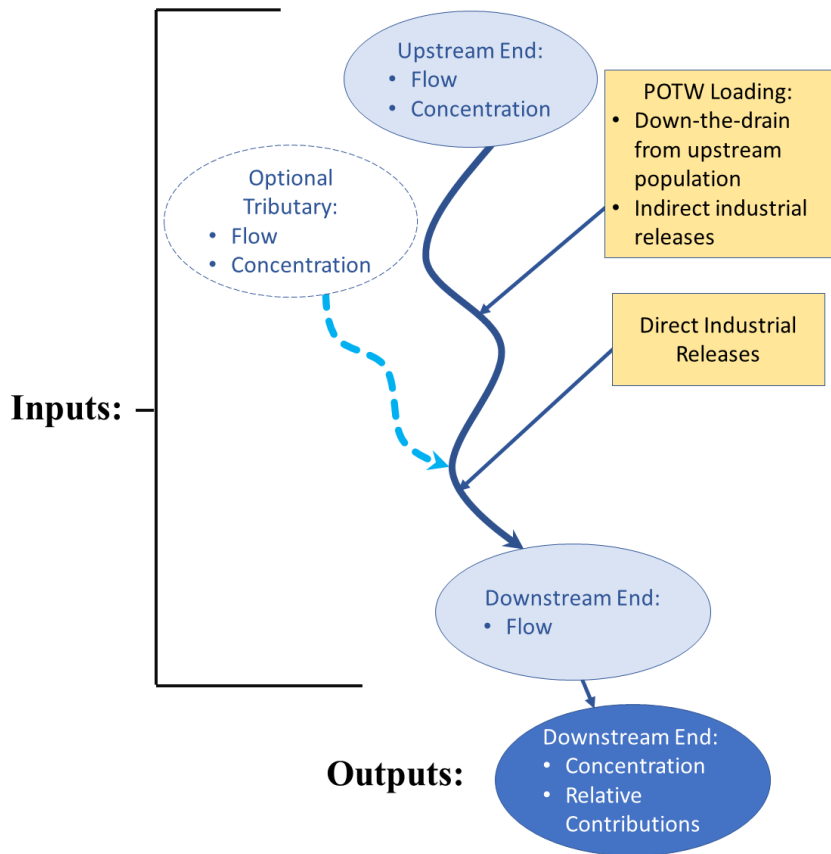 Upstream End:
• Flow
• Concentration
POTW Loading:
• Down-the-drain
from upstream
population
• Indirect industrial
releases
Optional
Tributary:
• Flow
• Concentration
Direct Industrial
Releases
Inputs:
Downstream End:
• Flow
Outputs:
Downstream End:
• Concentration
• Relative
Contributions